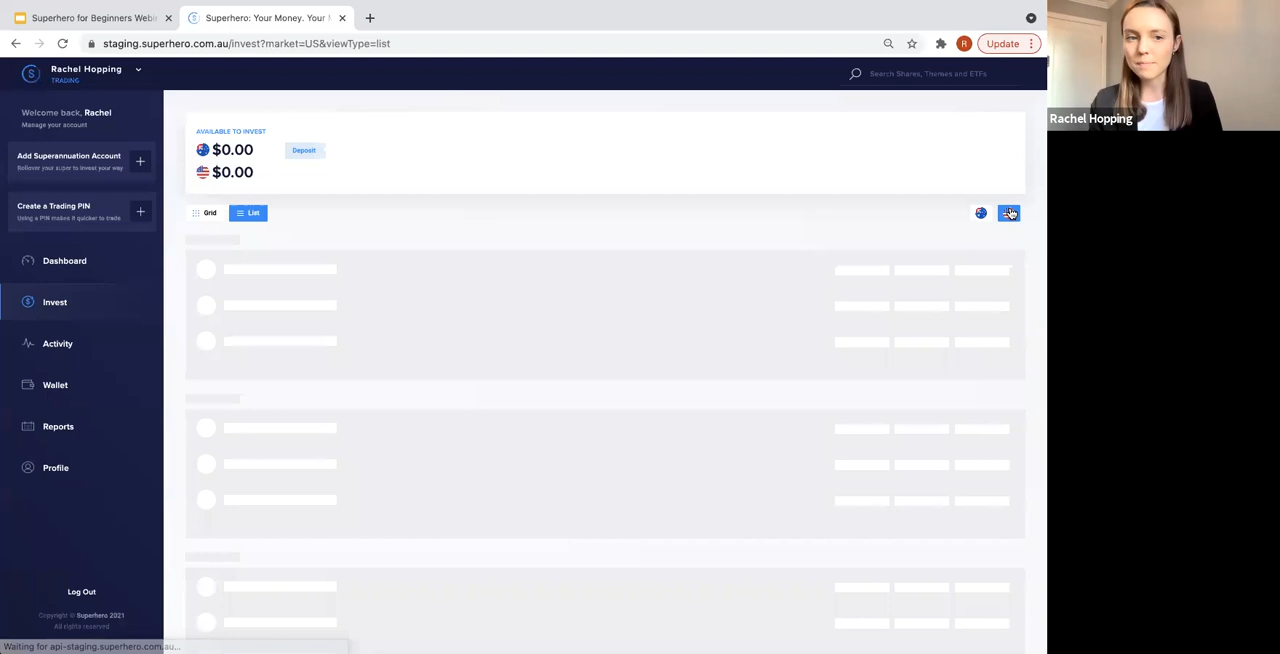 Superhero for Beginners Webi
Superhero: Your Money. Your
staging.superhero.com.au/invest?market=US&viewType=list
R
Update
Rachel Hopping
TRADING
Search Shares, Themes and ETFs
Welcome back, Rachel
Manage your account
Add Superannuation Account
Rollover your super to invest your way
Create a Trading PIN
Using a PIN makes it quicker to trade
Dashboard
Invest
Activity
Wallet
Reports
Profile
Log Out
Copyright © Superhero 2021
All rights reserved.
Waiting for api-staging.superhero.com.au...
AVAILABLE TO INVEST
$0.00
Deposit
$0.00
Grid
List
Rachel Hopping